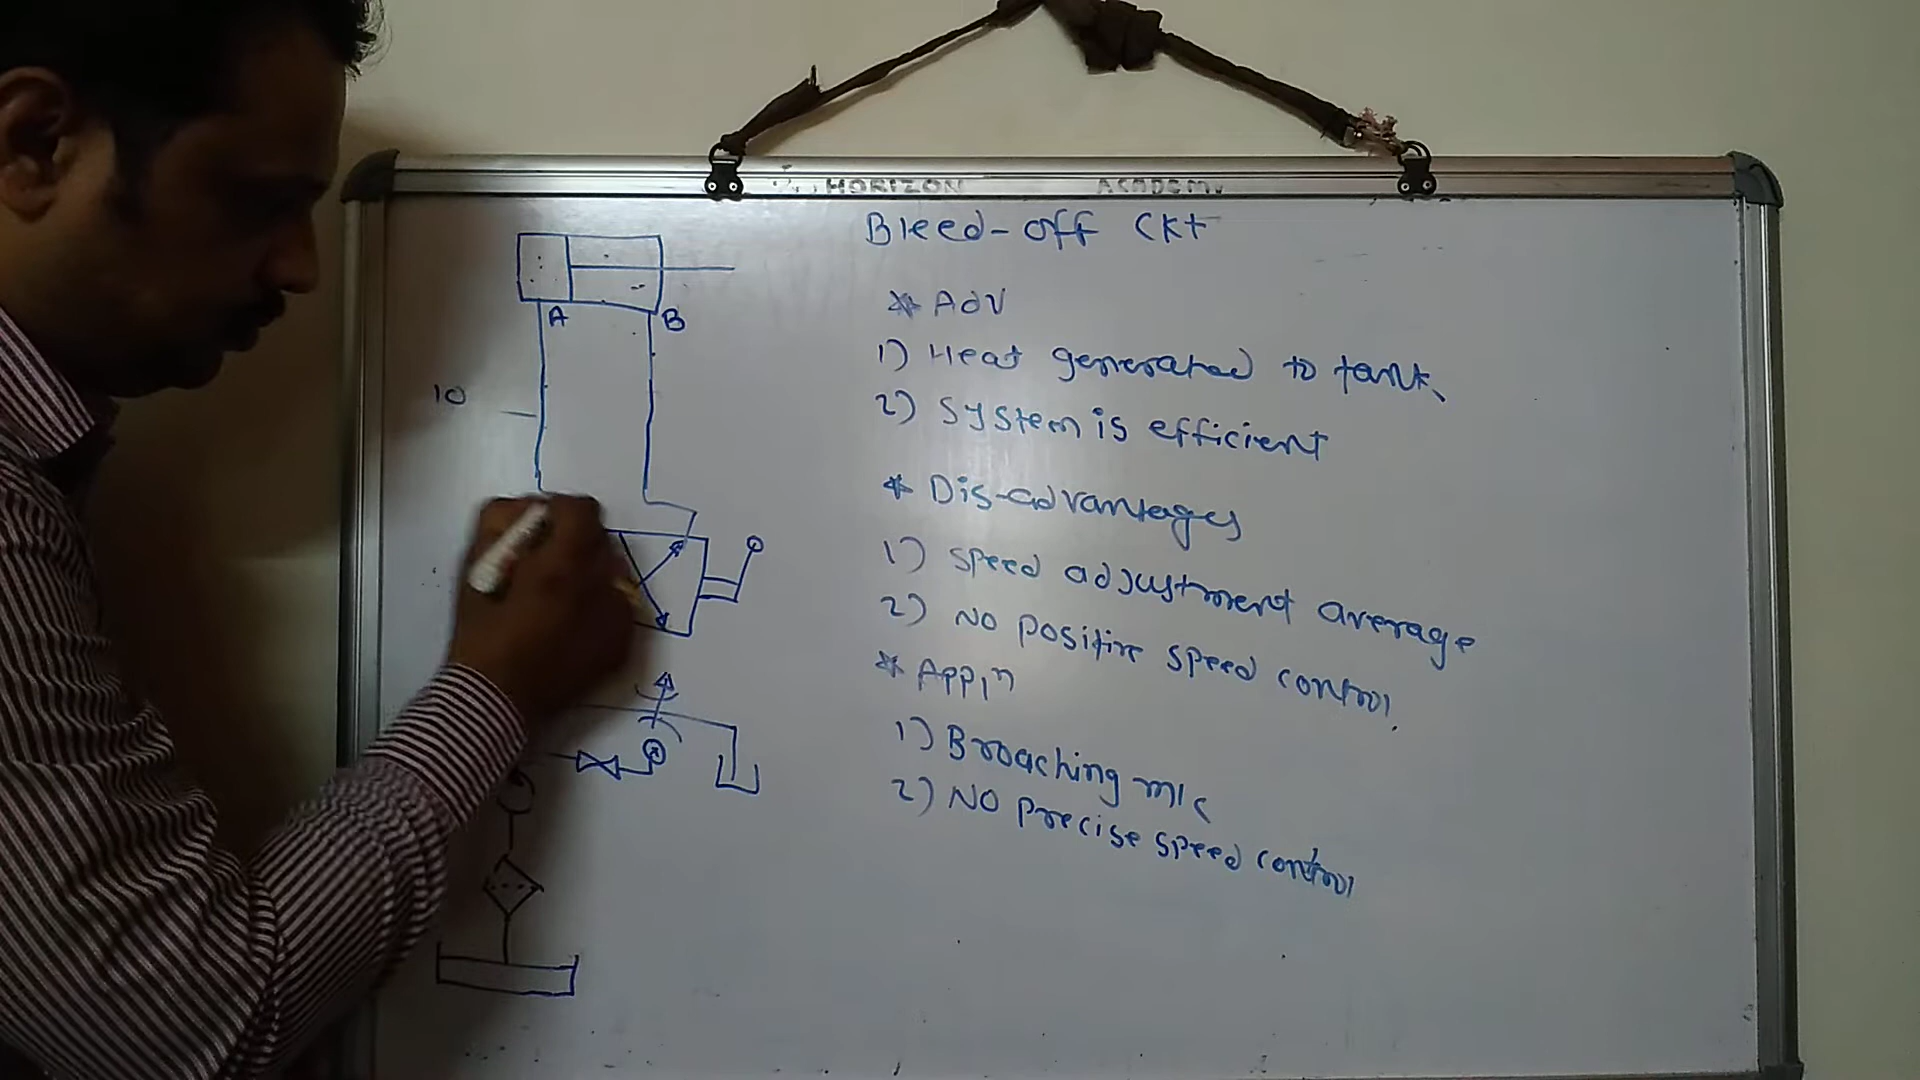 HORIZON ACADEMY
Bleed-off Ckt
A B
10
* Adv
1) Heat generated to tank
2) System is efficient
* Dis-advantages
1) Speed adjustment average
2) No positive speed control.
* Appln
1) Broaching m/c
2) No precise speed control